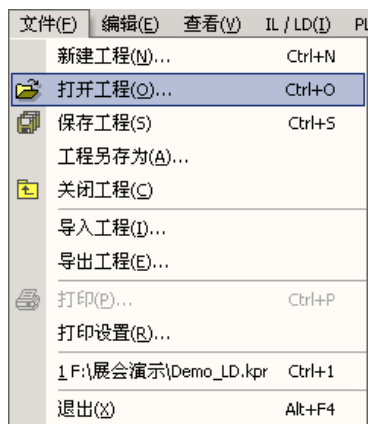 文件(F) 编辑(E) 查看(V) IL / LD(I) PL
新建工程(N)... Ctrl+N
打开工程(O)... Ctrl+O
保存工程(S) Ctrl+S
工程另存为(A)...
关闭工程(C)
导入工程(I)...
导出工程(E)...
打印(P)... Ctrl+P
打印设置(R)...
1 F:\展会演示\Demo_LD.kpr Ctrl+1
退出(X) Alt+F4